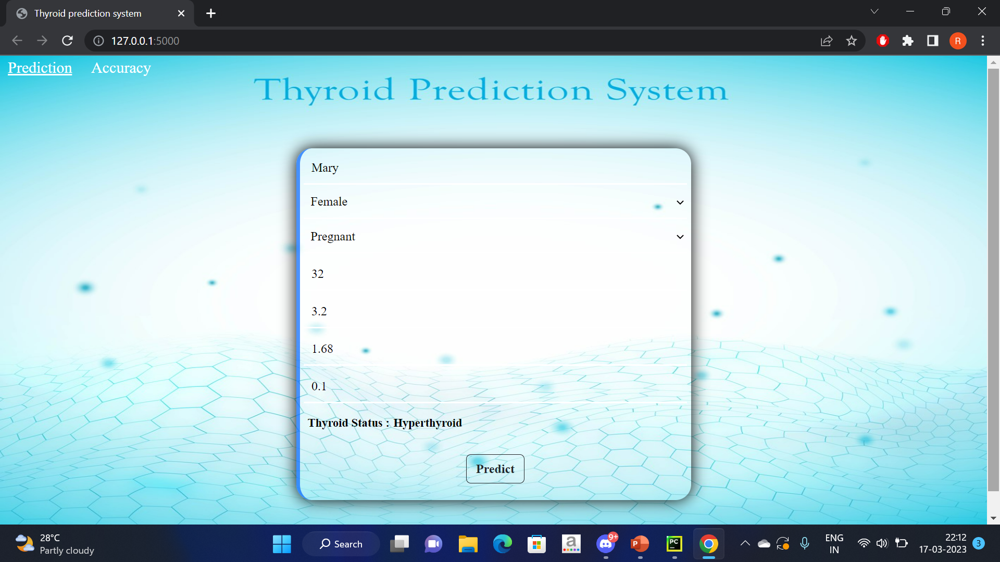 Thyroid prediction system
127.0.0.1:5000
R
Prediction Accuracy
Thyroid Prediction System
Mary
Female
Pregnant
32
3.2
1.68
0.1
Thyroid Status : Hyperthyroid
Predict
28°C
Partly cloudy
Search
a
9+
P
PC
ENG
IN
22:12
17-03-2023
3